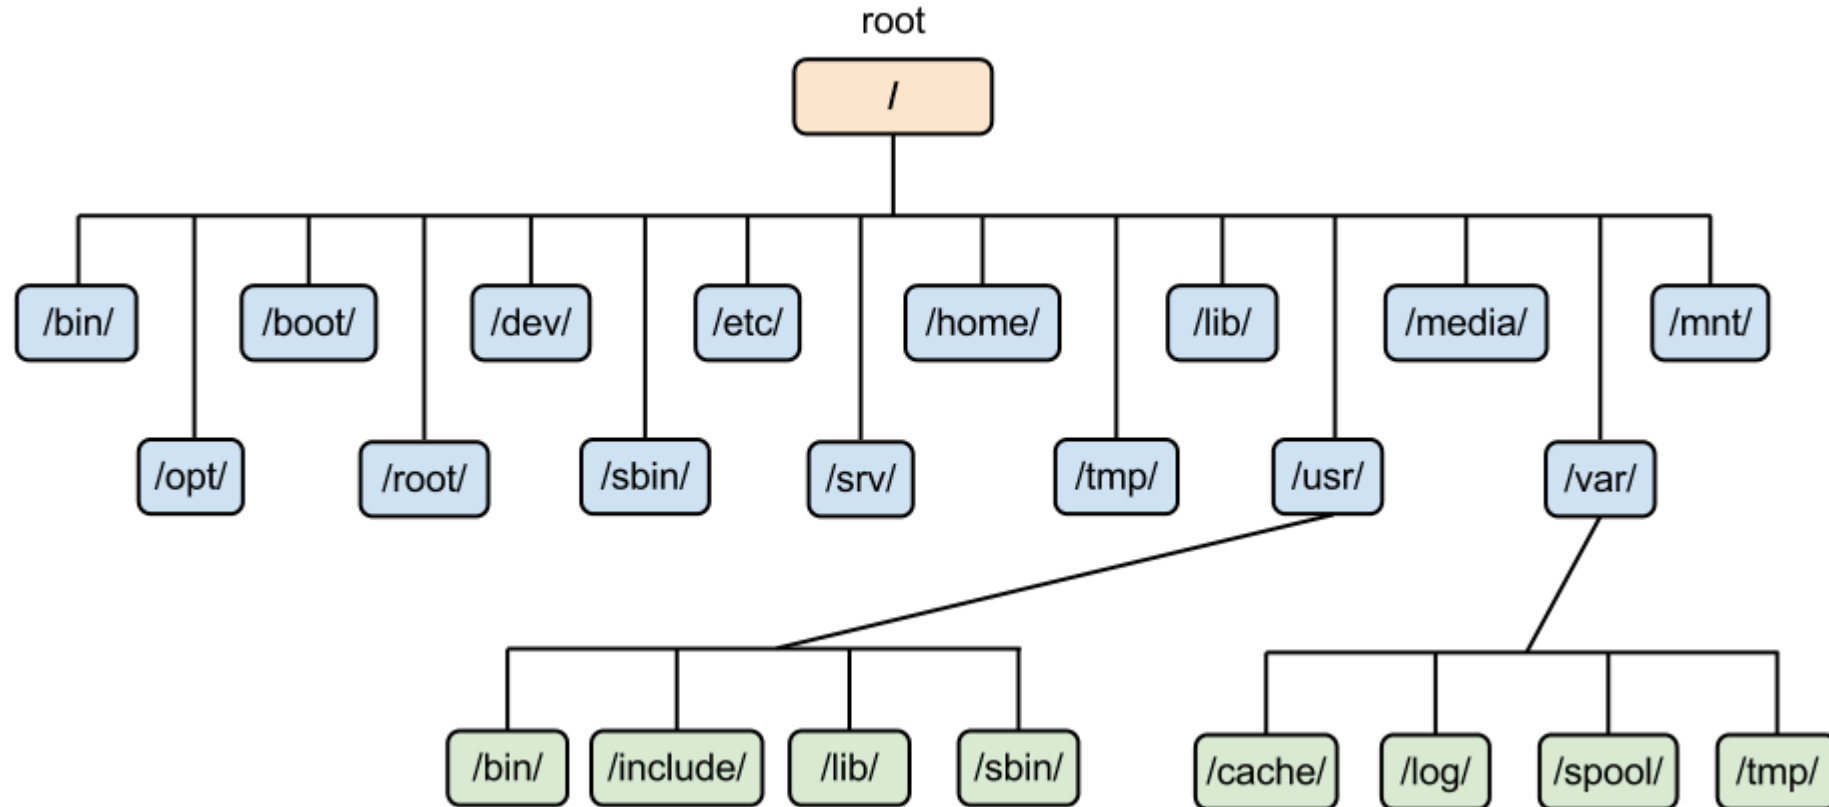 root
/
/bin/ /boot/ /dev/ /etc/ /home/ /lib/ /media/ /mnt/
/opt/ /root/ /sbin/ /srv/ /tmp/ /usr/ /var/
/bin/ /include/ /lib/ /sbin/ /cache/ /log/ /spool/ /tmp/